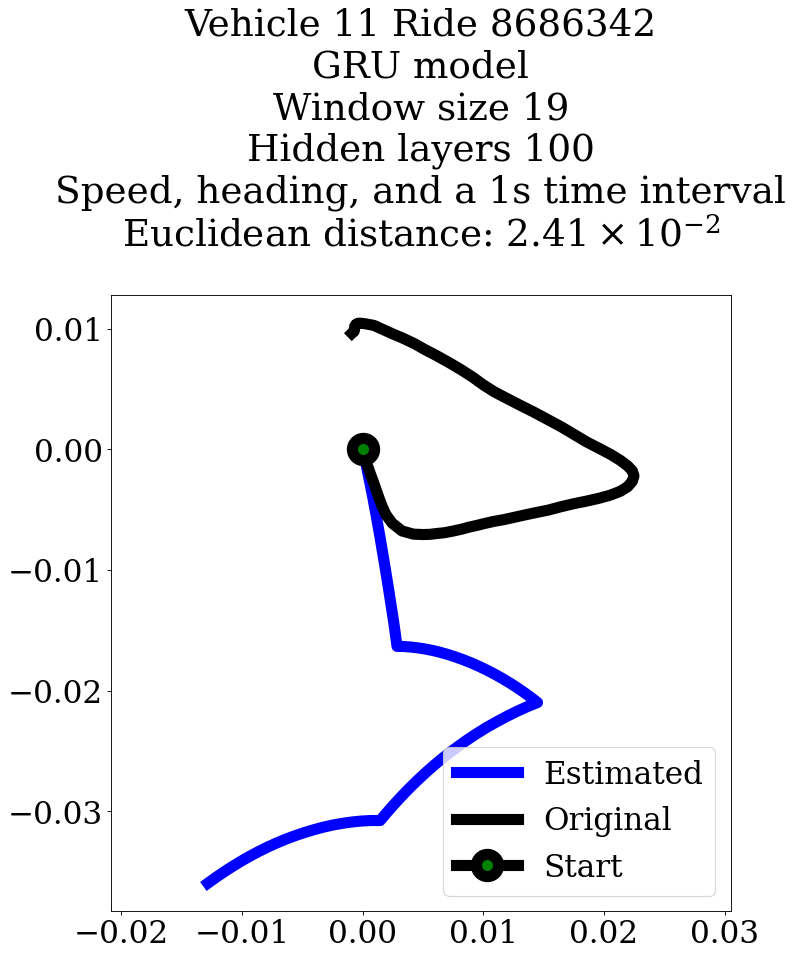 Vehicle 11 Ride 8686342
GRU model
Window size 19
Hidden layers 100
Speed, heading, and a 1s time interval
Euclidean distance: 2.41 × 10⁻²
0.01
0.00
−0.01
−0.02
−0.03
Estimated
Original
Start
−0.02 −0.01 0.00 0.01 0.02 0.03